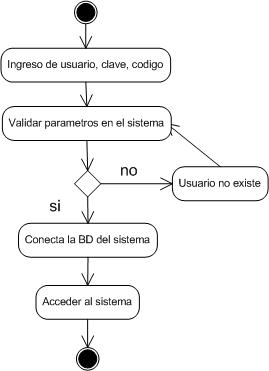 Ingreso de usuario, clave, codigo
Validar parametros en el sistema
no
Usuario no existe
si
Conecta la BD del sistema
Acceder al sistema